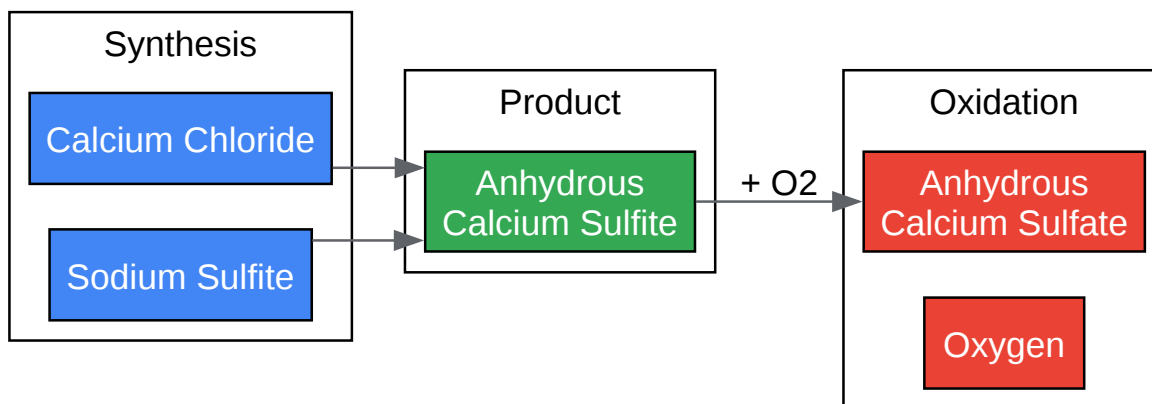 Synthesis
Calcium Chloride
Sodium Sulfite
Product
Anhydrous
Calcium Sulfite
+ O2
Oxidation
Anhydrous
Calcium Sulfate
Oxygen